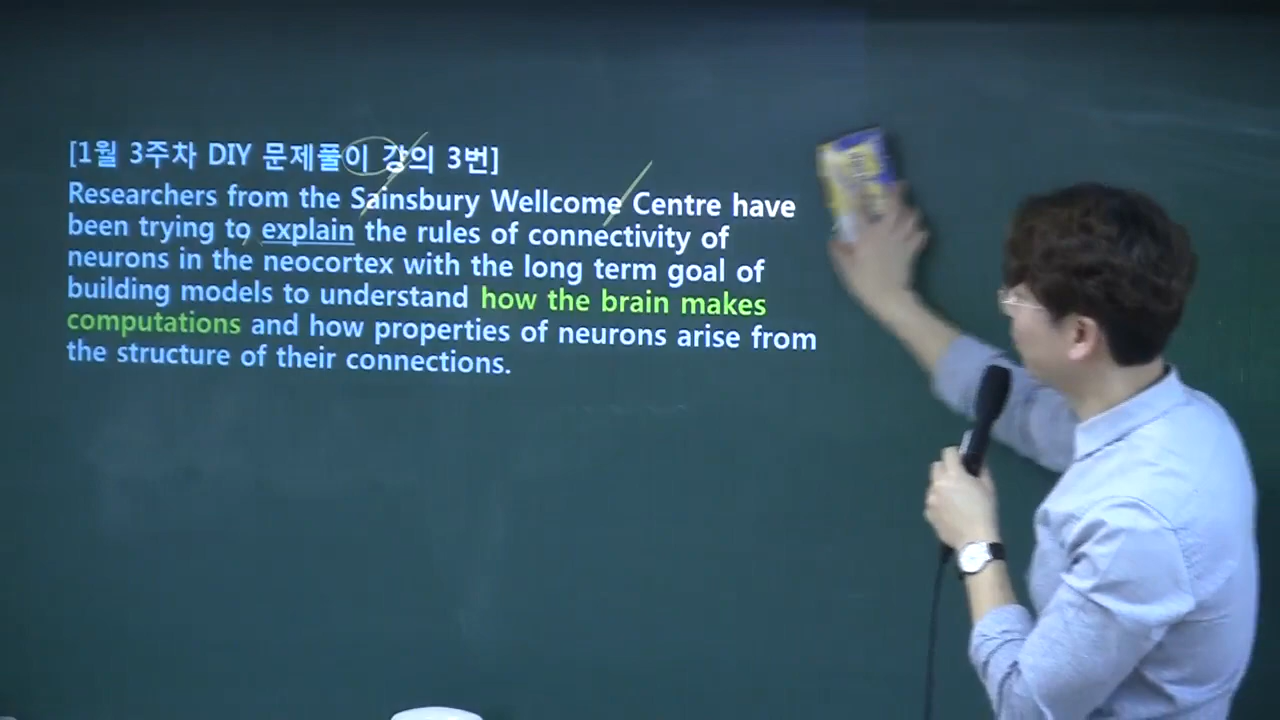 [1월 3주차 DIY 문제풀이 강의 3번]
Researchers from the Sainsbury Wellcome Centre have
been trying to explain the rules of connectivity of
neurons in the neocortex with the long term goal of
building models to understand how the brain makes
computations and how properties of neurons arise from
the structure of their connections.